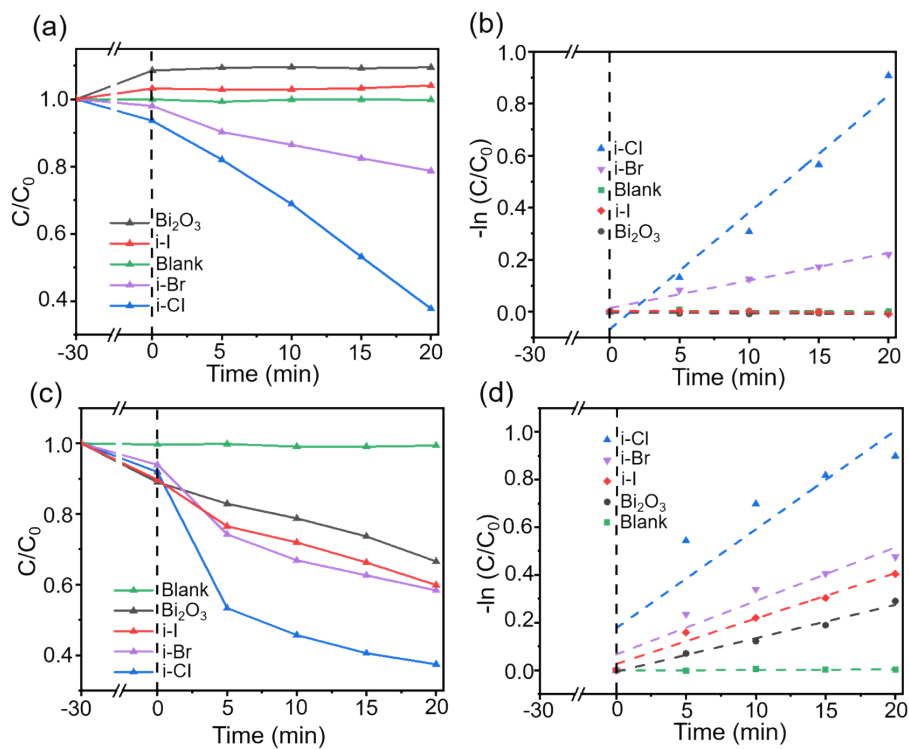 (a)
C/C₀
1.0
0.8
0.6
0.4
Bi₂O₃
i-I
Blank
i-Br
i-Cl
-30 0 5 10 15 20
Time (min)
(b)
-ln (C/C₀)
1.0
0.8
0.6
0.4
0.2
0.0
i-Cl
i-Br
Blank
i-I
Bi₂O₃
-30 0 5 10 15 20
Time (min)
(c)
C/C₀
1.0
0.8
0.6
0.4
Blank
Bi₂O₃
i-I
i-Br
i-Cl
-30 0 5 10 15 20
Time (min)
(d)
-ln (C/C₀)
1.0
0.8
0.6
0.4
0.2
0.0
i-Cl
i-Br
i-I
Bi₂O₃
Blank
-30 0 5 10 15 20
Time (min)